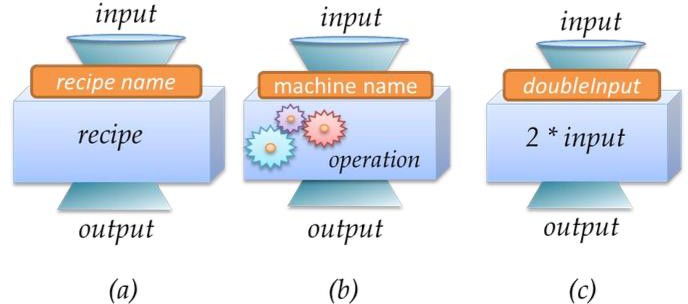 input
recipe name
recipe
output
(a)
input
machine name
operation
output
(b)
input
doubleInput
2 * input
output
(c)